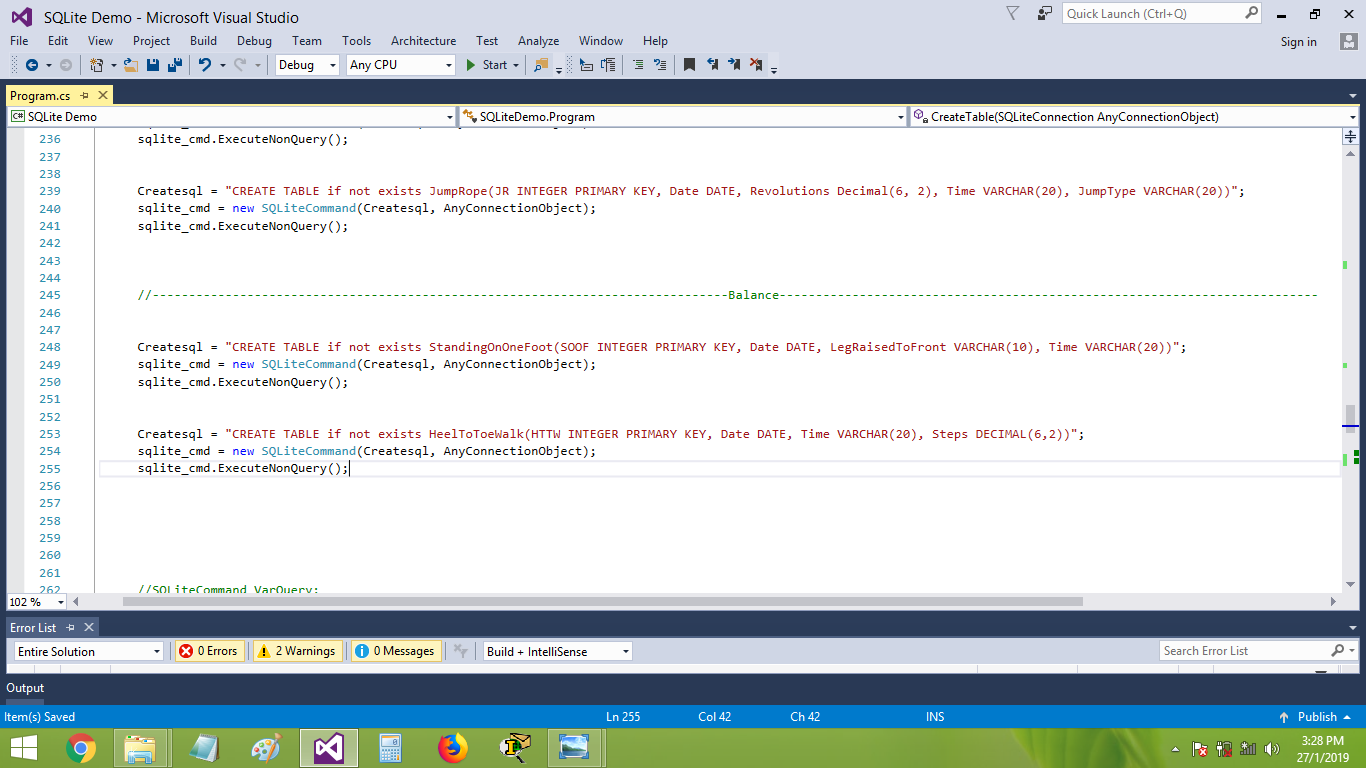 SQLite Demo - Microsoft Visual Studio
Quick Launch (Ctrl+Q)
File Edit View Project Build Debug Team Tools Architecture Test Analyze Window Help
Sign in
Debug Any CPU Start
Program.cs
C# SQLite Demo SQLiteDemo.Program CreateTable(SQLiteConnection AnyConnectionObject)
236 sqlite_cmd.ExecuteNonQuery();
237
238
239 Createsql = "CREATE TABLE if not exists JumpRope(JR INTEGER PRIMARY KEY, Date DATE, Revolutions Decimal(6, 2), Time VARCHAR(20), JumpType VARCHAR(20))";
240 sqlite_cmd = new SQLiteCommand(Createsql, AnyConnectionObject);
241 sqlite_cmd.ExecuteNonQuery();
242
243
244
245 //-------------------------------------------------------------------------------Balance--------------------------------------------------------------------------
246
247
248 Createsql = "CREATE TABLE if not exists StandingOnOneFoot(SOOF INTEGER PRIMARY KEY, Date DATE, LegRaisedToFront VARCHAR(10), Time VARCHAR(20))";
249 sqlite_cmd = new SQLiteCommand(Createsql, AnyConnectionObject);
250 sqlite_cmd.ExecuteNonQuery();
251
252
253 Createsql = "CREATE TABLE if not exists HeelToToeWalk(HTTW INTEGER PRIMARY KEY, Date DATE, Time VARCHAR(20), Steps DECIMAL(6,2))";
254 sqlite_cmd = new SQLiteCommand(Createsql, AnyConnectionObject);
255 sqlite_cmd.ExecuteNonQuery();
256
257
258
259
260
261
262 //SQLiteCommand VarQuery;
102 %
Error List
Entire Solution 0 Errors 2 Warnings 0 Messages Build + IntelliSense Search Error List
Output
Item(s) Saved Ln 255 Col 42 Ch 42 INS Publish
3:28 PM
27/1/2019